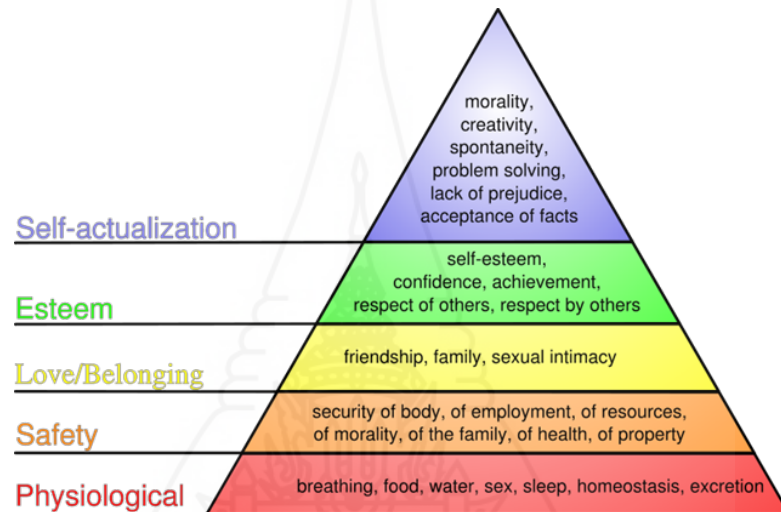 morality,
creativity,
spontaneity,
problem solving,
lack of prejudice,
acceptance of facts
Self-actualization
self-esteem,
confidence, achievement,
respect of others, respect by others
Esteem
friendship, family, sexual intimacy
Love/Belonging
security of body, of employment, of resources,
of morality, of the family, of health, of property
Safety
breathing, food, water, sex, sleep, homeostasis, excretion
Physiological